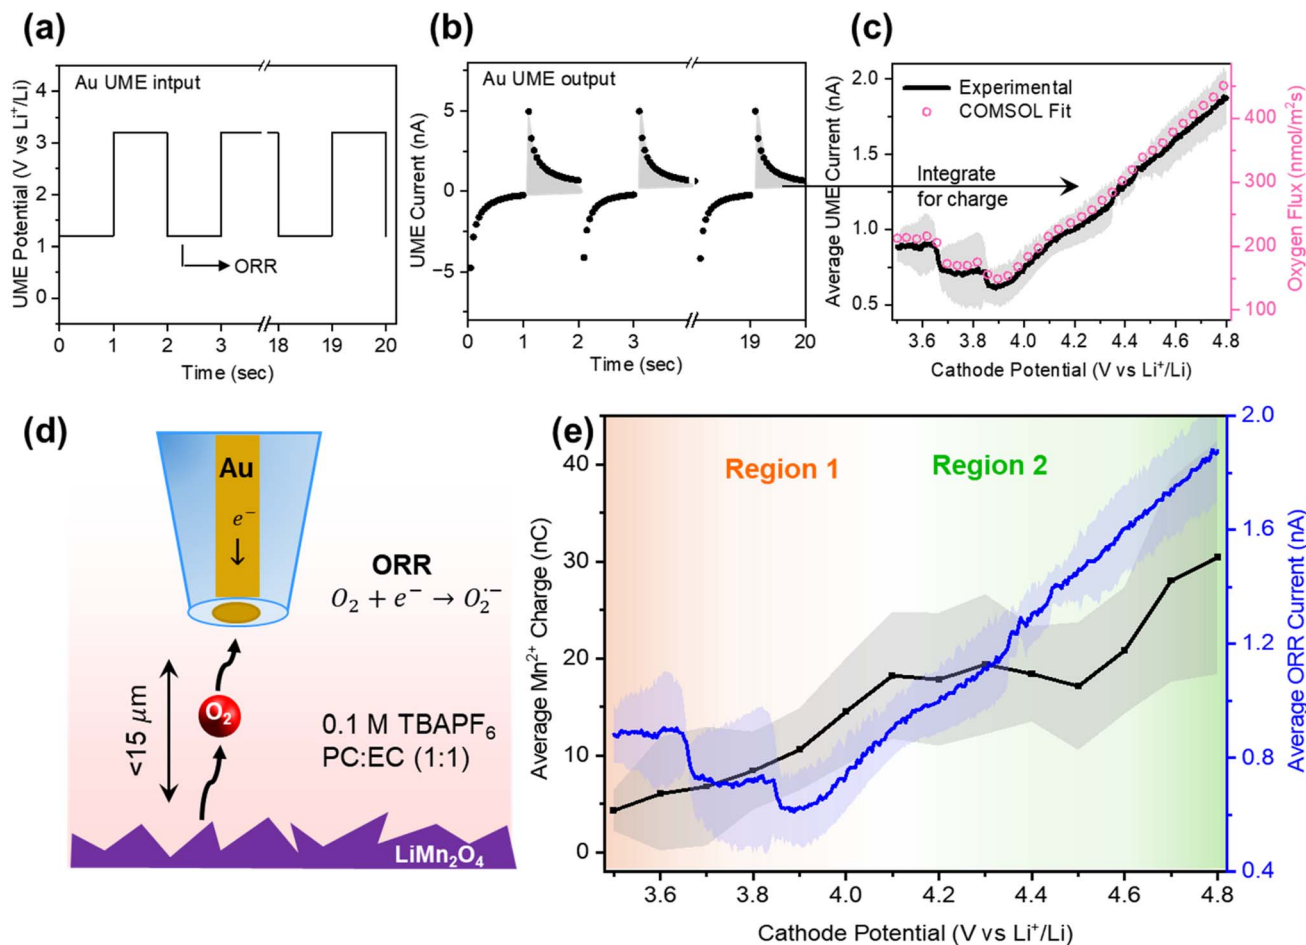 (a)
Au UME intput
UME Potential (V vs Li⁺/Li)
4
3
2
1
0
ORR
0 1 2 3 18 20
Time (sec)
(b)
Au UME output
UME Current (nA)
5
0
−5
0 1 2 3 20
Time (sec)
(c)
Experimental
COMSOL Fit
Integrate
for charge
Average UME Current (nA)
2.0
1.5
1.0
0.5
Oxygen Flux (nmol/m²s)
400
300
200
100
3.6 3.8 4.0 4.2 4.4 4.6 4.8
Cathode Potential (V vs Li⁺/Li)
(d)
Au
e⁻
ORR
O₂ + e⁻ → O₂˙⁻
<15 μm
O₂
0.1 M TBAPF₆
PC:EC (1:1)
LiMn₂O₄
(e)
Region 1
Region 2
Average Mn²⁺ Charge (nC)
40
30
20
10
0
Average ORR Current (nA)
2.0
1.6
1.2
0.8
0.4
3.6 3.8 4.0 4.2 4.4 4.6 4.8
Cathode Potential (V vs Li⁺/Li)